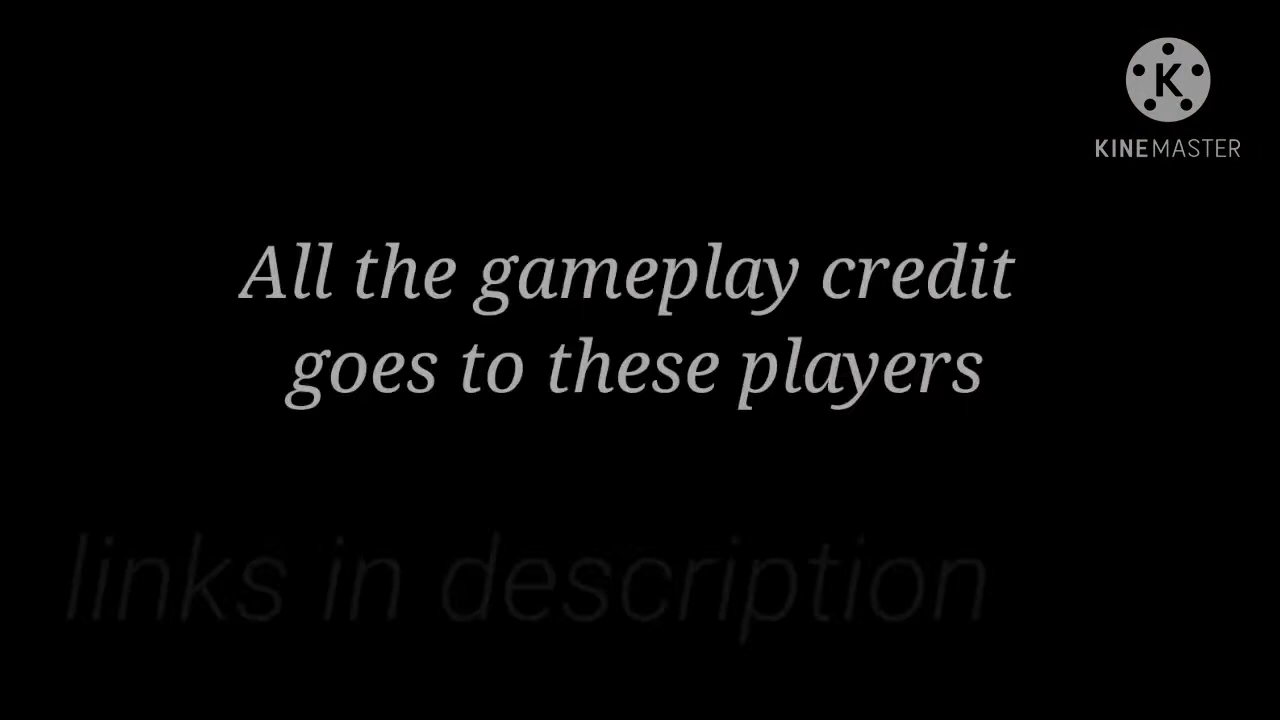 K
KINEMASTER
All the gameplay credit
goes to these players
links in description